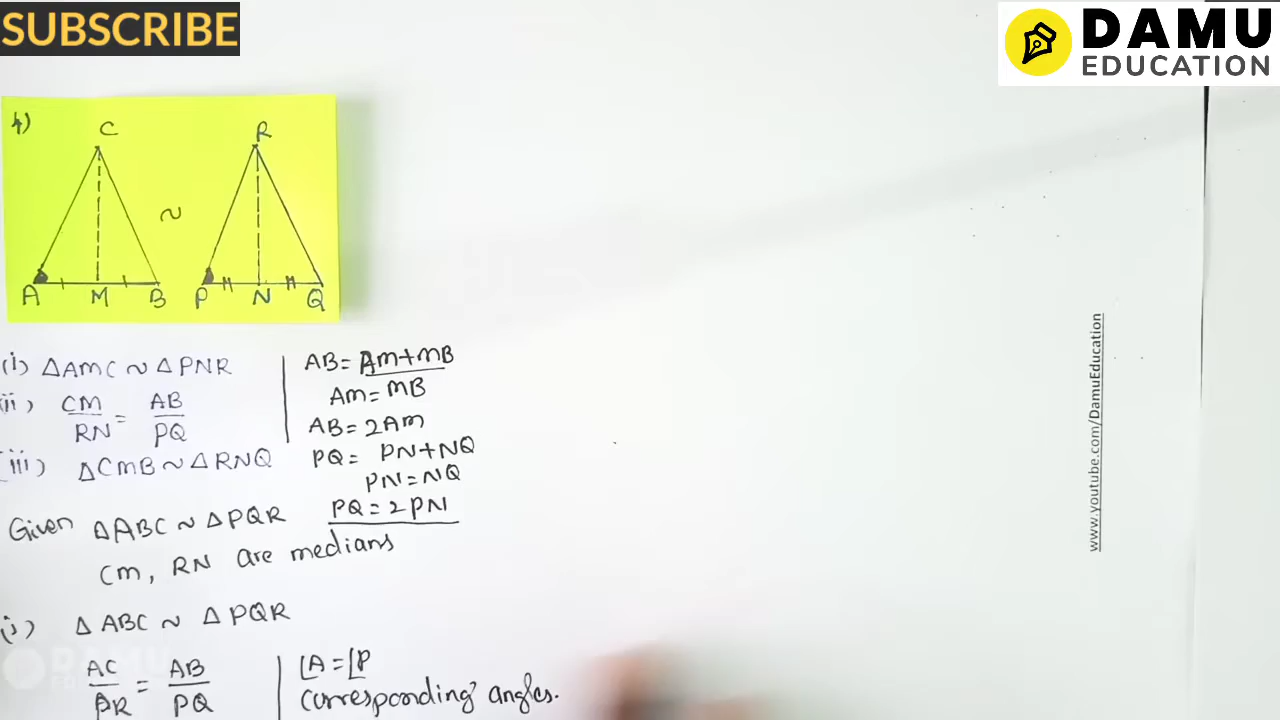 SUBSCRIBE
DAMU
EDUCATION
4)
C
R
~
A M B P N Q
(i) ΔAMC ~ ΔPNR
(ii) CM/RN = AB/PQ
(iii) ΔCMB ~ ΔRNQ
AB = AM+MB
AM = MB
AB = 2AM
PQ = PN+NQ
PN = NQ
PQ = 2PN
Given ΔABC ~ ΔPQR
CM, RN are medians
(i) ΔABC ~ ΔPQR
AC/PR = AB/PQ
∠A = ∠P
Corresponding angles.
DAMU
www.youtube.com/DamuEducation